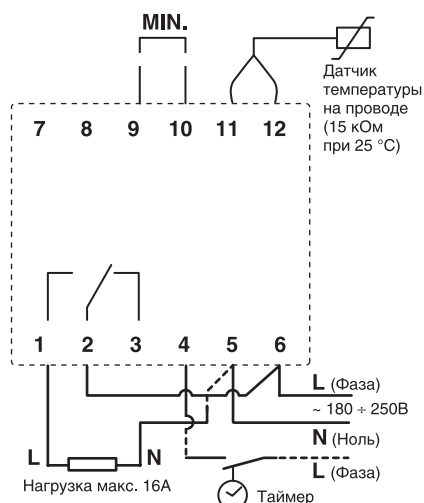 MIN.
Датчик
температуры
на проводе
(15 кОм
при 25 °C)
7 8 9 10 11 12
1 2 3 4 5 6
L (Фаза)
~ 180 ÷ 250В
N (Ноль)
L N
L (Фаза)
Нагрузка макс. 16А
Таймер